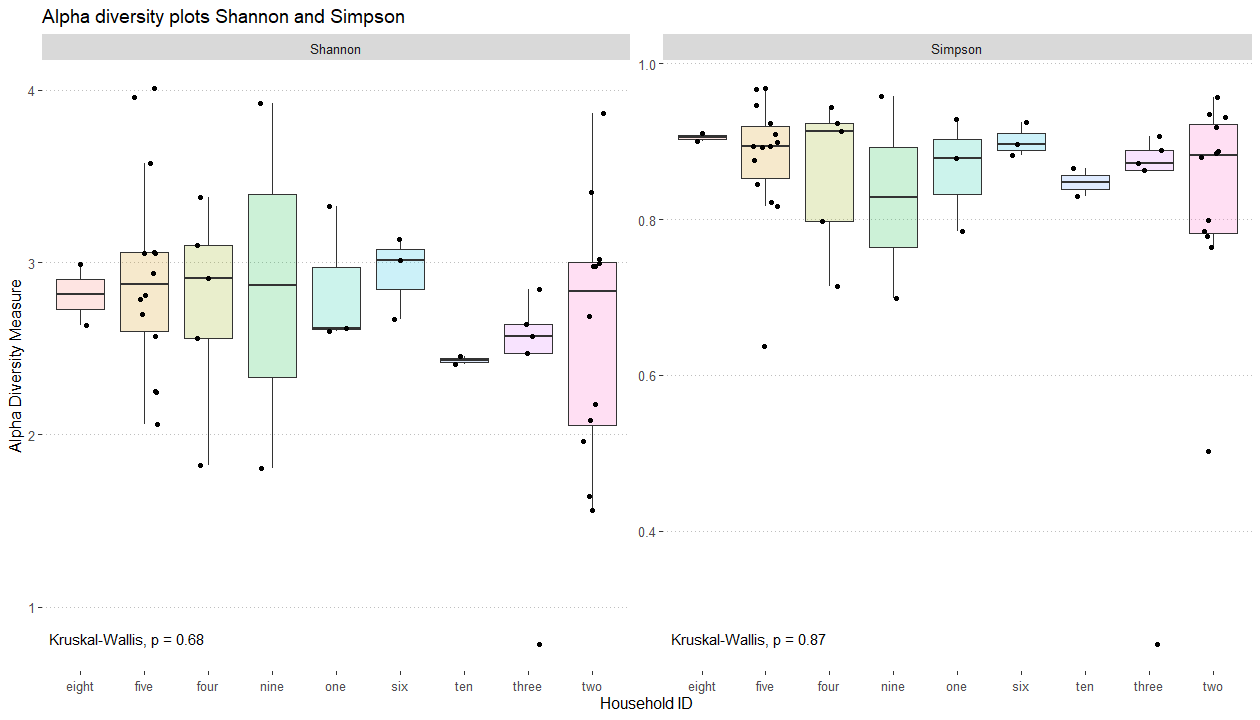 Alpha diversity plots Shannon and Simpson
Shannon
Simpson
Alpha Diversity Measure
4
3
2
1
1.0
0.8
0.6
0.4
Kruskal-Wallis, p = 0.68
Kruskal-Wallis, p = 0.87
eight five four nine one six ten three two
eight five four nine one six ten three two
Household ID